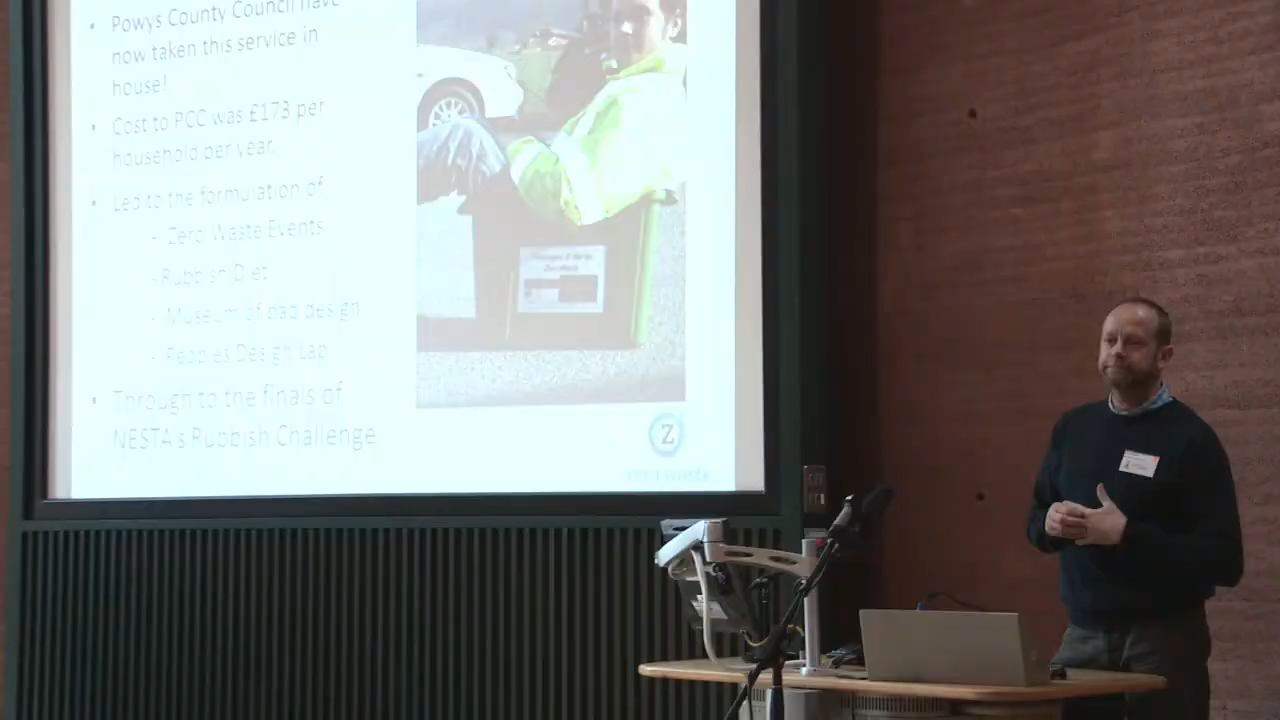 • Powys County Council have
now taken this service in
house!
• Cost to PCC was £173 per
household per year.
• Led to the formulation of
- Zero Waste Events
- Rubbish Diet
- Museum of bad design
- Peoples Design Lab
• Through to the finals of
NESTA's Rubbish Challenge
Z
zero waste